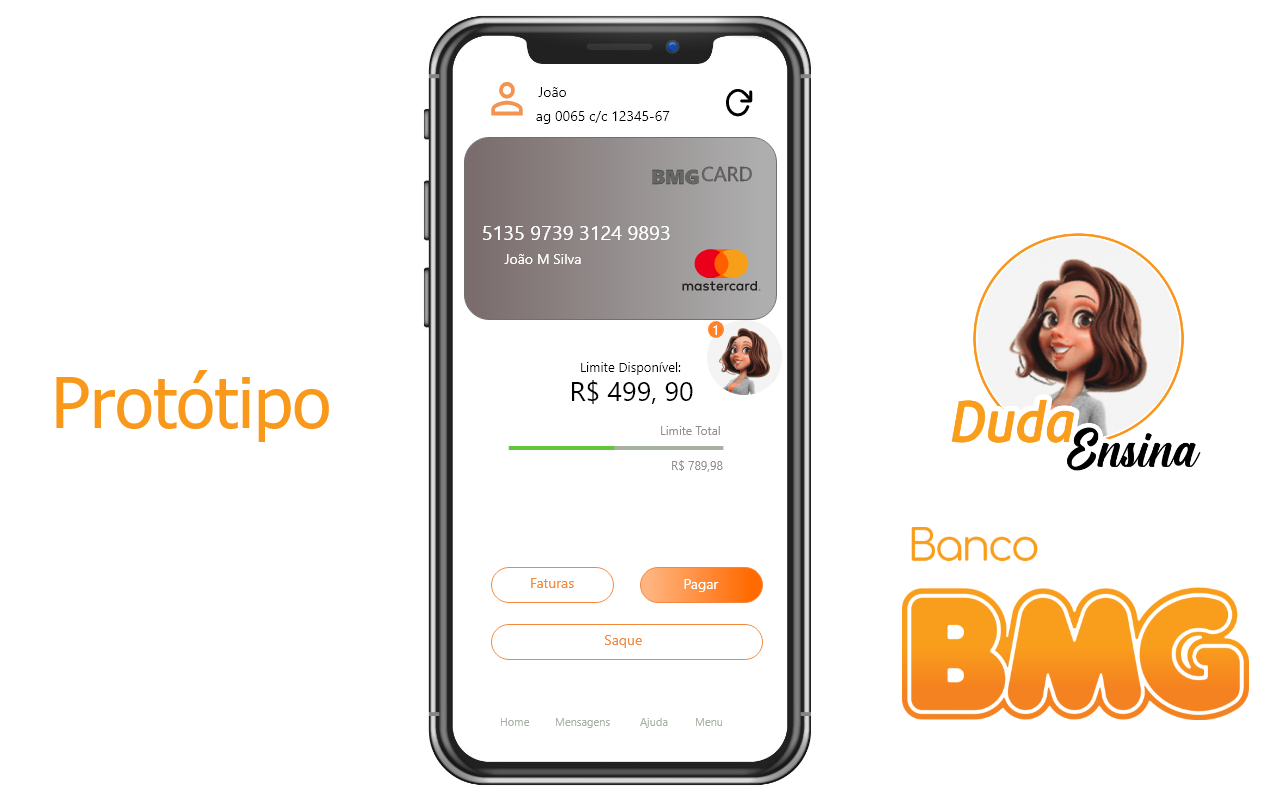 Protótipo
João
ag 0065 c/c 12345-67
BMG CARD
5135 9739 3124 9893
João M Silva
mastercard.
1
Limite Disponível:
R$ 499, 90
Limite Total
R$ 789,98
Faturas
Pagar
Saque
Home
Mensagens
Ajuda
Menu
Duda
Ensina
Banco
BMG